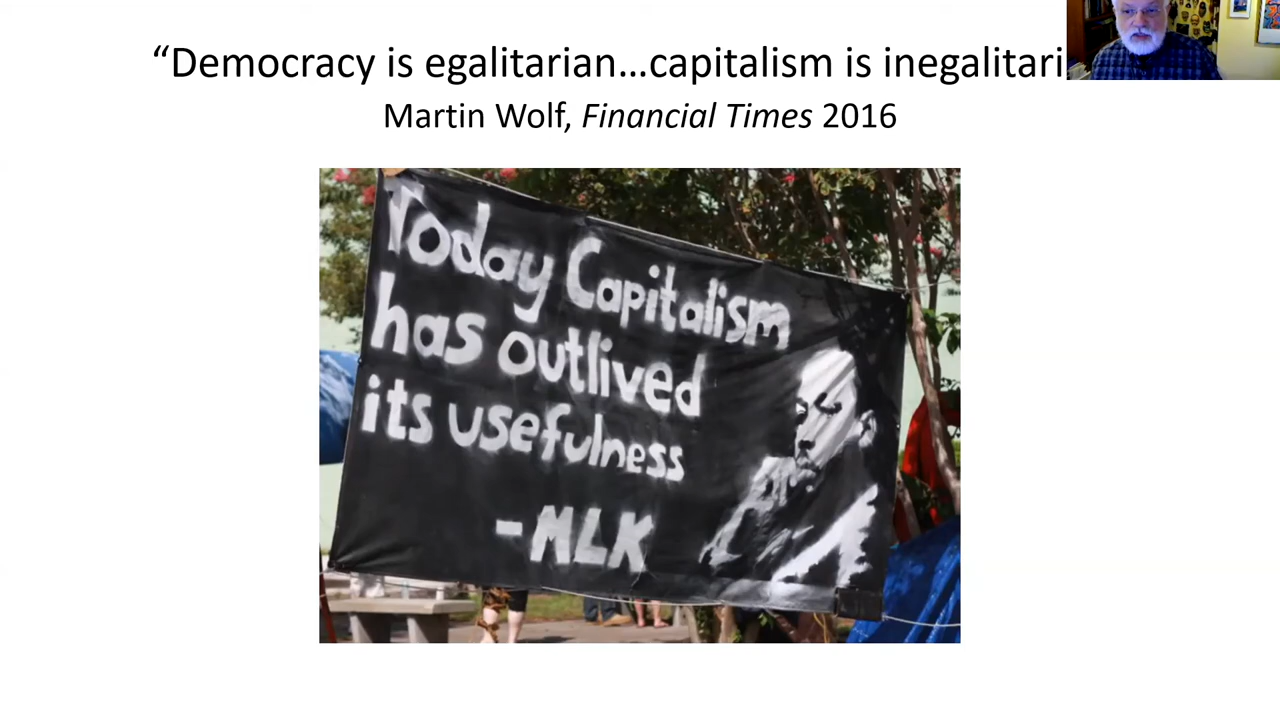 “Democracy is egalitarian…capitalism is inegalitari
Martin Wolf, Financial Times 2016
Today Capitalism
has outlived
its usefulness
-MLK